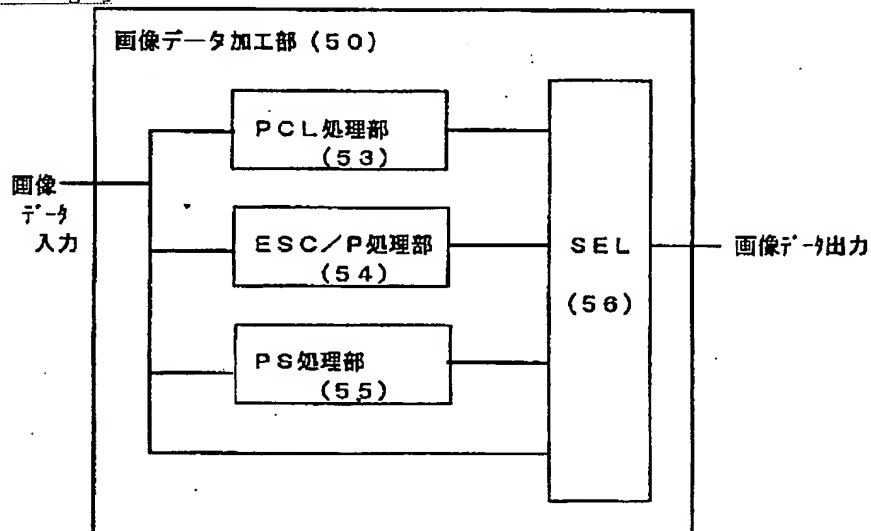 画像データ加工部(50)
PCL処理部
(53)
画像
データ
入力
ESC/P処理部
(54)
SEL
(56)
画像データ出力
PS処理部
(55)